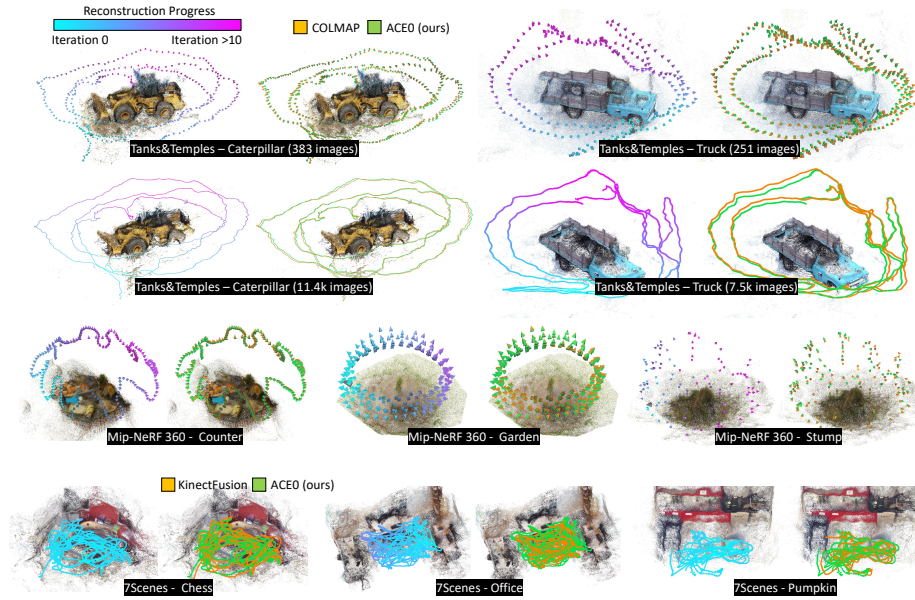 Reconstruction Progress
Iteration 0
Iteration >10
COLMAP
ACE0 (ours)
Tanks&Temples – Caterpillar (383 images)
Tanks&Temples – Truck (251 images)
Tanks&Temples – Caterpillar (11.4k images)
Tanks&Temples – Truck (7.5k images)
Mip-NeRF 360 - Counter
Mip-NeRF 360 - Garden
Mip-NeRF 360 - Stump
KinectFusion
ACE0 (ours)
7Scenes - Chess
7Scenes - Office
7Scenes - Pumpkin